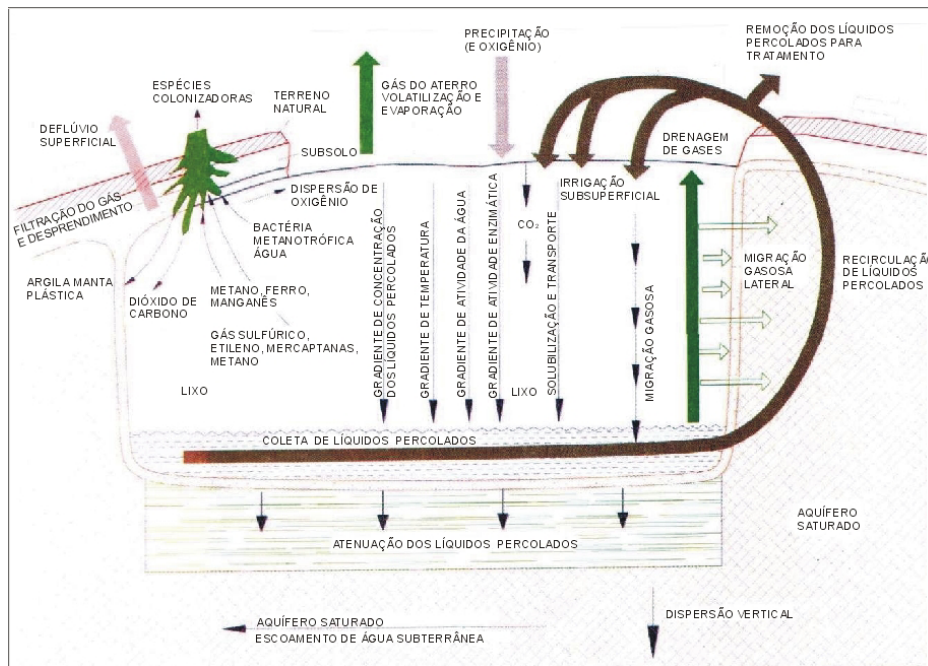 PRECIPITAÇÃO
(E OXIGÊNIO)
REMOÇÃO DOS LÍQUIDOS
PERCOLADOS PARA
TRATAMENTO
ESPÉCIES
COLONIZADORAS
TERRENO
NATURAL
GÁS DO ATERRO
VOLATILIZAÇÃO E
EVAPORAÇÃO
DEFLÚVIO
SUPERFICIAL
SUBSOLO
DRENAGEM
DE GASES
FILTRAÇÃO DO GÁS
E DESPRENDIMENTO
DISPERSÃO DE
OXIGÊNIO
IRRIGAÇÃO
SUBSUPERFICIAL
BACTÉRIA
METANOTRÓFICA
ÁGUA
CO₂
ARGILA MANTA
PLÁSTICA
DIÓXIDO DE
CARBONO
METANO, FERRO,
MANGANÊS
GÁS SULFÚRICO,
ETILENO, MERCAPTANAS,
METANO
GRADIENTE DE CONCENTRAÇÃO
DOS LÍQUIDOS PERCOLADOS
GRADIENTE DE TEMPERATURA
GRADIENTE DE ATIVIDADE DA ÁGUA
GRADIENTE DE ATIVIDADE ENZIMÁTICA
SOLUBILIZAÇÃO E TRANSPORTE
MIGRAÇÃO GASOSA
MIGRAÇÃO
GASOSA
LATERAL
RECIRCULAÇÃO
DE LÍQUIDOS
PERCOLADOS
LIXO
LIXO
COLETA DE LÍQUIDOS PERCOLADOS
AQUÍFERO
SATURADO
ATENUAÇÃO DOS LÍQUIDOS PERCOLADOS
DISPERSÃO VERTICAL
AQUÍFERO SATURADO
ESCOAMENTO DE ÁGUA SUBTERRÂNEA